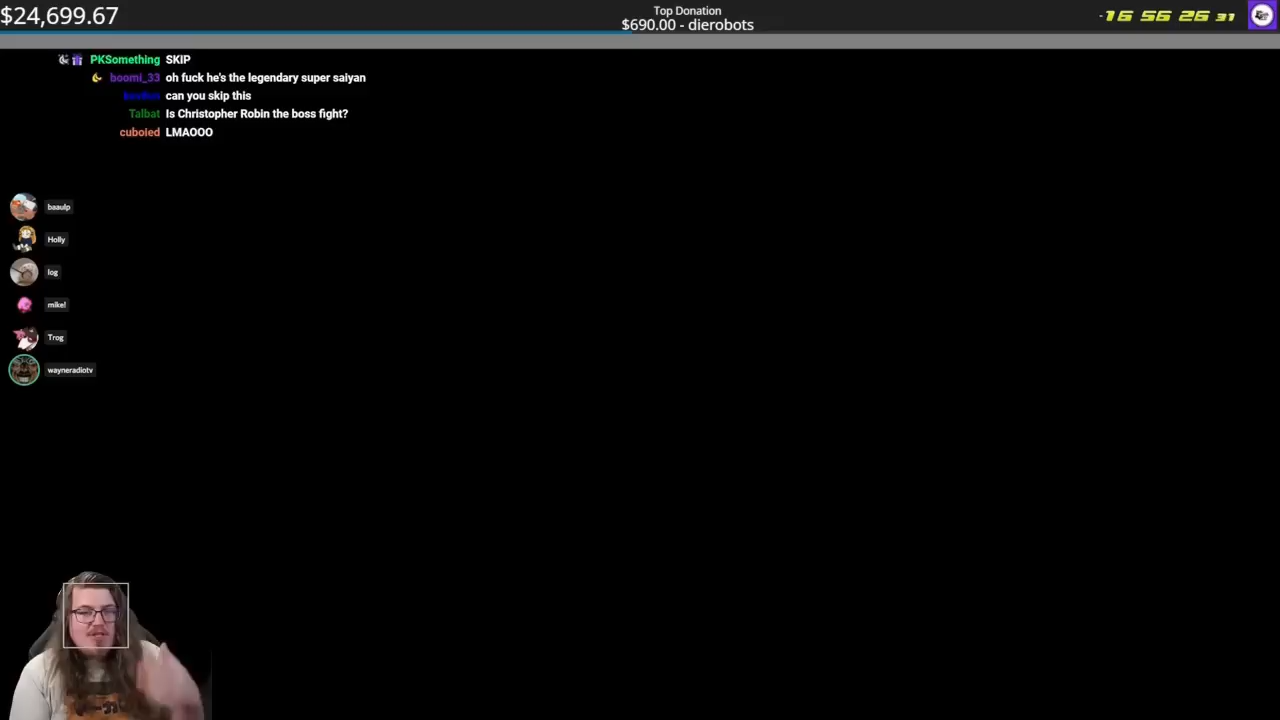 $24,699.67
Top Donation
$690.00 - dierobots
-16 56 26 31
PKSomething SKIP
boomi_33 oh fuck he's the legendary super saiyan
can you skip this
Talbat Is Christopher Robin the boss fight?
cuboied LMAOOO
baaulp
Holly
log
mike!
Trog
wayneradiotv